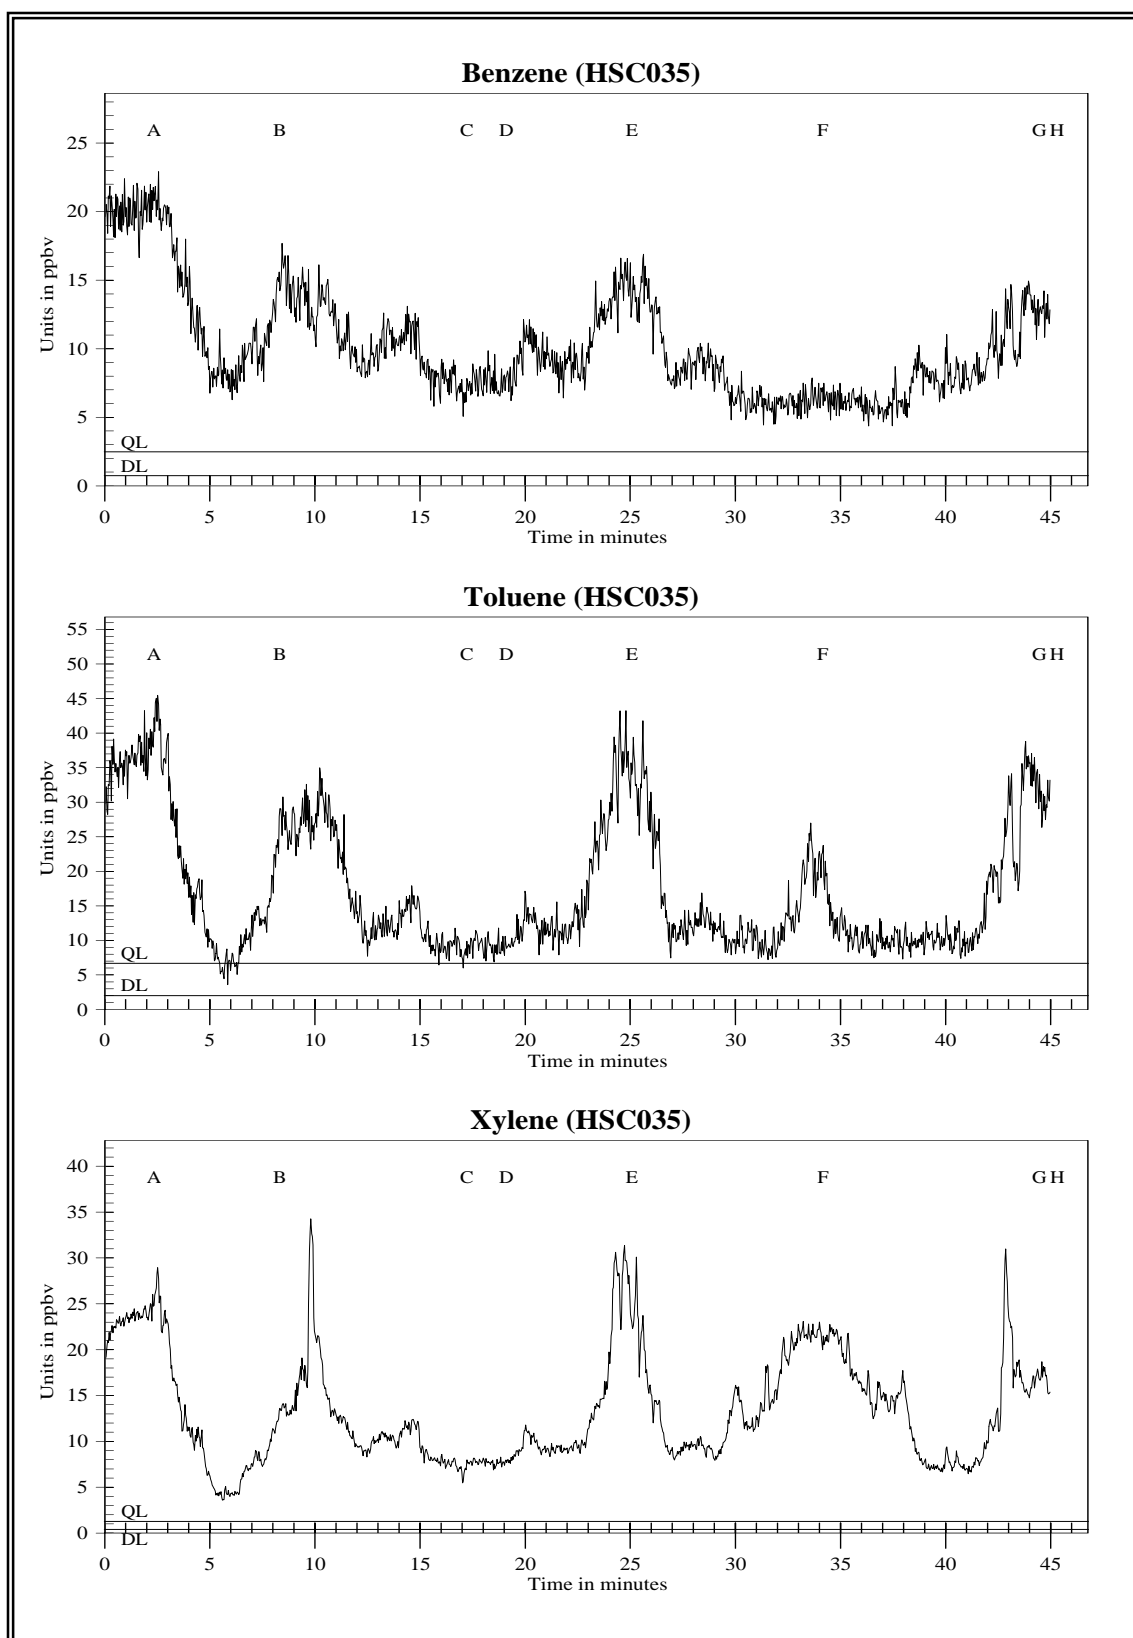 Benzene (HSC035)
A B C D E F G H
25
20
15
10
5
0
Units in ppbv
QL
DL
0 5 10 15 20 25 30 35 40 45
Time in minutes
Toluene (HSC035)
A B C D E F G H
55
50
45
40
35
30
25
20
15
10
5
0
Units in ppbv
QL
DL
0 5 10 15 20 25 30 35 40 45
Time in minutes
Xylene (HSC035)
A B C D E F G H
40
35
30
25
20
15
10
5
0
Units in ppbv
QL
DL
0 5 10 15 20 25 30 35 40 45
Time in minutes